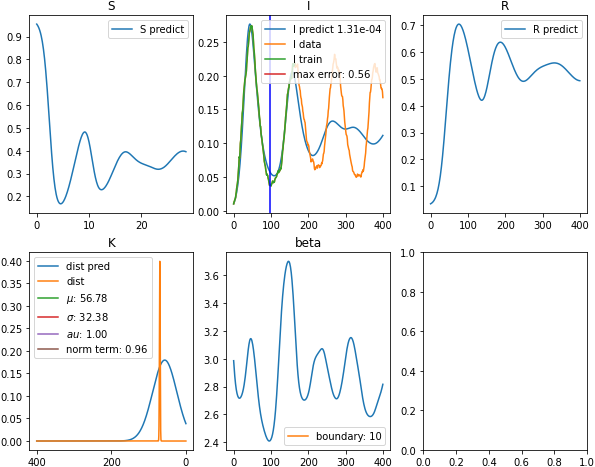 S
I
R
S predict
I predict 1.31e-04
I data
I train
max error: 0.56
R predict
0.9
0.8
0.7
0.6
0.5
0.4
0.3
0.2
0.25
0.20
0.15
0.10
0.05
0.00
0.7
0.6
0.5
0.4
0.3
0.2
0.1
0 10 20
0 100 200 300 400
0 100 200 300 400
K
beta
dist pred
dist
μ: 56.78
σ: 32.38
au: 1.00
norm term: 0.96
boundary: 10
0.40
0.35
0.30
0.25
0.20
0.15
0.10
0.05
0.00
3.6
3.4
3.2
3.0
2.8
2.6
2.4
1.0
0.8
0.6
0.4
0.2
0.0
400 200 0
0 100 200 300 400
0.0 0.2 0.4 0.6 0.8 1.0